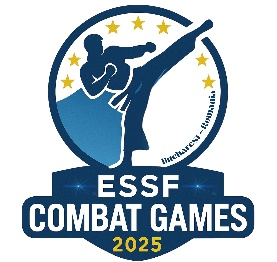 Bucharest - Romania
ESSF
COMBAT GAMES
2025